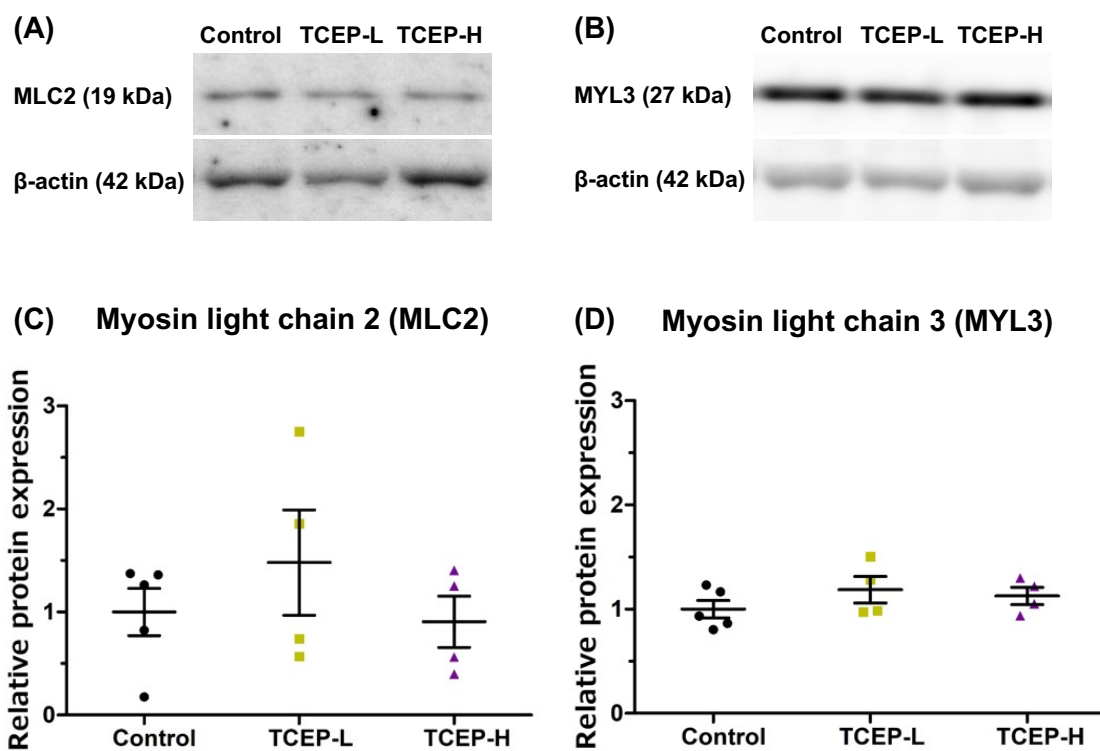 (A)
Control TCEP-L TCEP-H
MLC2 (19 kDa)
β-actin (42 kDa)
(B)
Control TCEP-L TCEP-H
MYL3 (27 kDa)
β-actin (42 kDa)
(C) Myosin light chain 2 (MLC2)
Relative protein expression
3
2
1
0
Control TCEP-L TCEP-H
(D) Myosin light chain 3 (MYL3)
Relative protein expression
3
2
1
0
Control TCEP-L TCEP-H